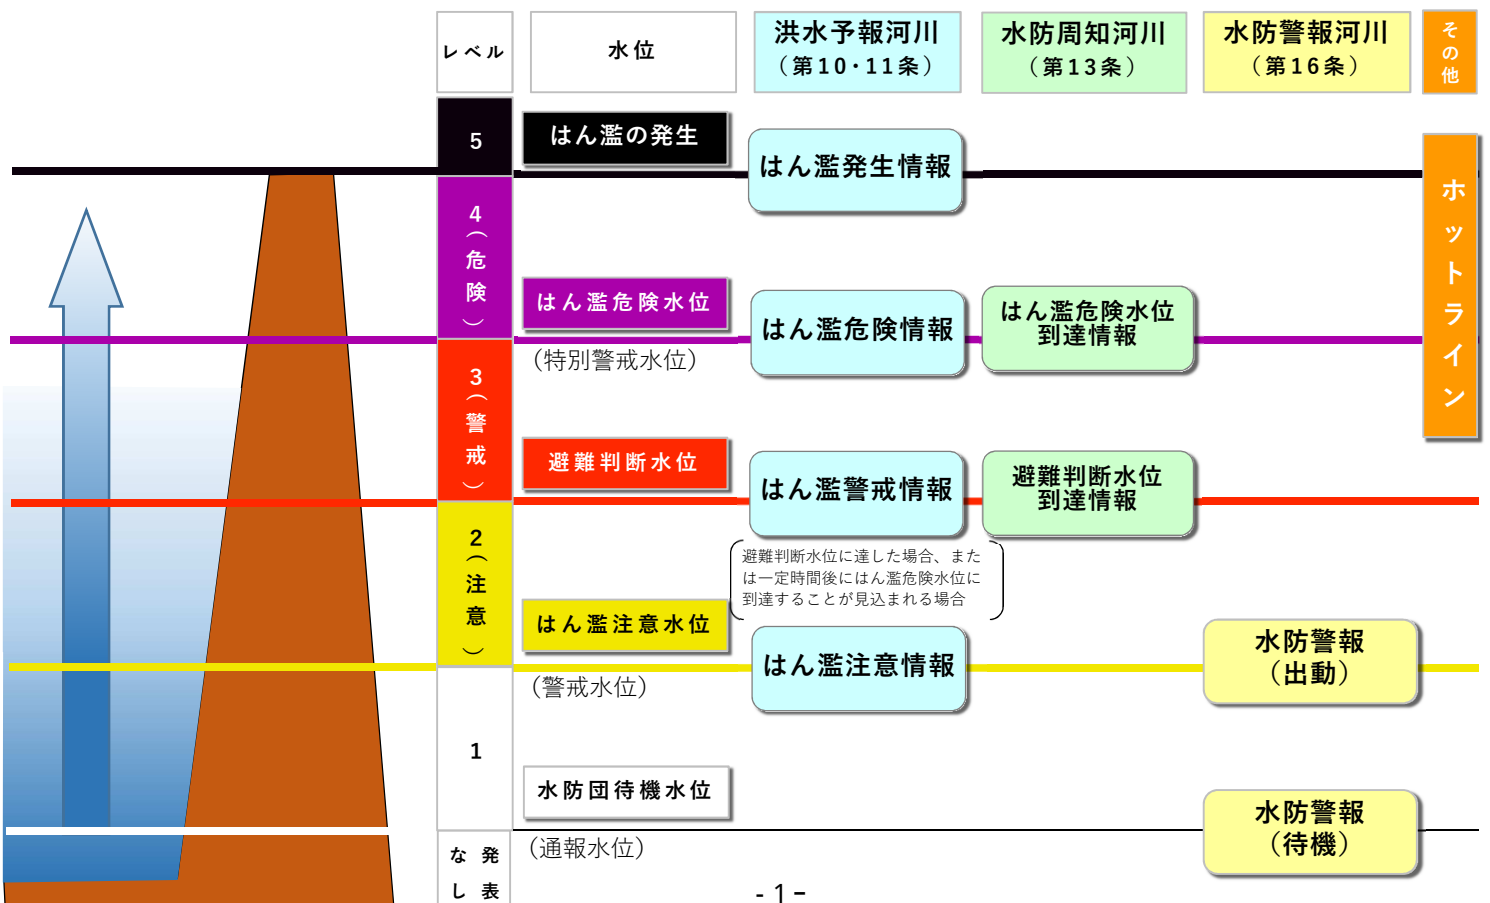 レベル
水位
洪水予報河川
（第10・11条）
水防周知河川
（第13条）
水防警報河川
（第16条）
その他
5
はん濫の発生
はん濫発生情報
ホットライン
4（危険）
はん濫危険水位
（特別警戒水位）
はん濫危険情報
はん濫危険水位
到達情報
3（警戒）
避難判断水位
はん濫警戒情報
避難判断水位
到達情報
避難判断水位に達した場合、また
は一定時間後にはん濫危険水位に
到達することが見込まれる場合
2（注意）
はん濫注意水位
（警戒水位）
はん濫注意情報
水防警報
（出動）
1
水防団待機水位
（通報水位）
水防警報
（待機）
発表
なし
- 1 -